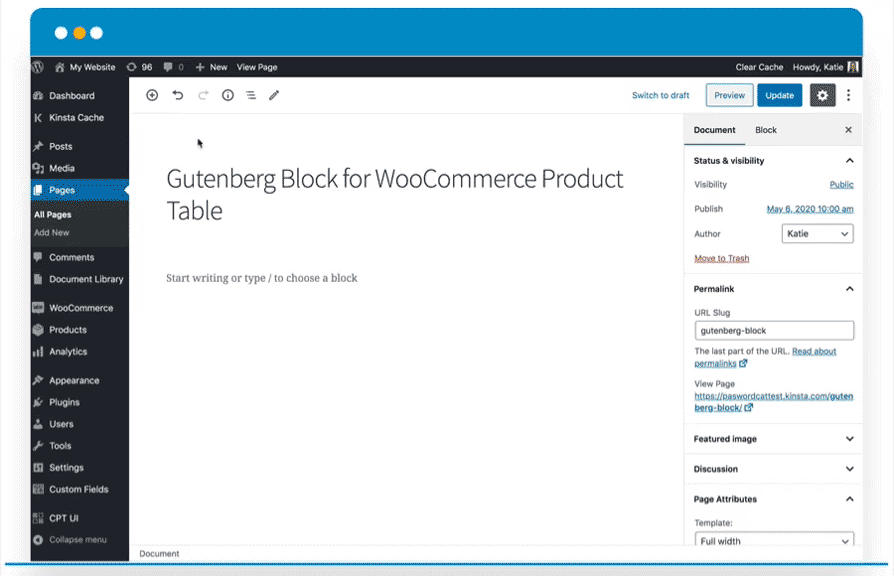 My Website 96 0 New View Page Clear Cache Howdy, Katie
Dashboard
Kinsta Cache
Posts
Media
Pages
All Pages
Add New
Comments
Document Library
WooCommerce
Products
Analytics
Appearance
Plugins
Users
Tools
Settings
Custom Fields
CPT UI
Collapse menu
Switch to draft Preview Update
Gutenberg Block for WooCommerce Product
Table
Start writing or type / to choose a block
Document
Document Block
Status & visibility
Visibility Public
Publish May 6, 2020 10:00 am
Author Katie
Move to Trash
Permalink
URL Slug
gutenberg-block
The last part of the URL. Read about
permalinks
View Page
https://paswordcattest.kinsta.com/guten
berg-block/
Featured image
Discussion
Page Attributes
Template:
Full width